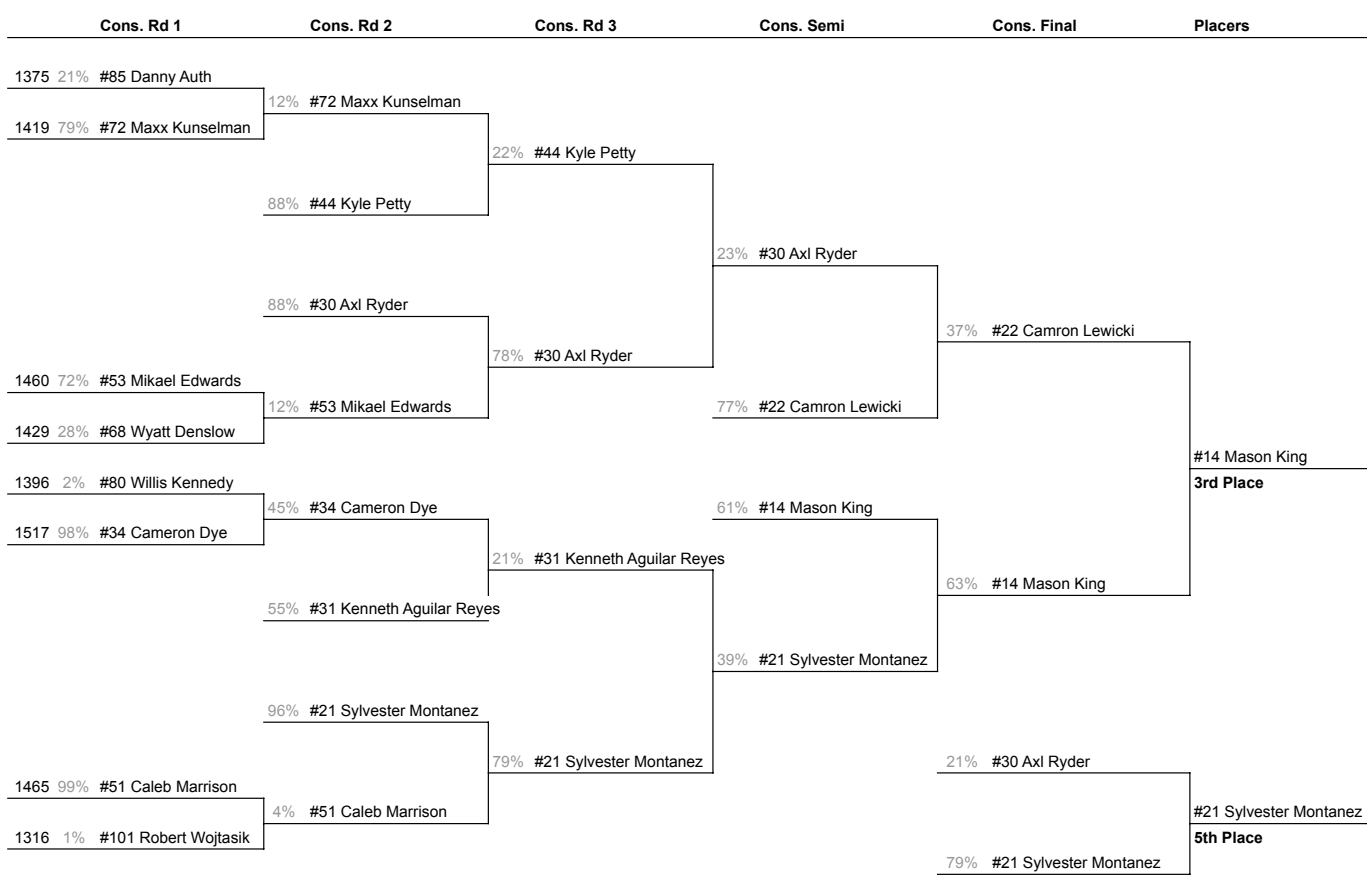 Cons. Rd 1 Cons. Rd 2 Cons. Rd 3 Cons. Semi Cons. Final Placers
1375 21% #85 Danny Auth
12% #72 Maxx Kunselman
1419 79% #72 Maxx Kunselman
22% #44 Kyle Petty
88% #44 Kyle Petty
23% #30 Axl Ryder
88% #30 Axl Ryder
37% #22 Camron Lewicki
78% #30 Axl Ryder
1460 72% #53 Mikael Edwards
12% #53 Mikael Edwards
77% #22 Camron Lewicki
1429 28% #68 Wyatt Denslow
#14 Mason King
1396 2% #80 Willis Kennedy
3rd Place
45% #34 Cameron Dye
61% #14 Mason King
1517 98% #34 Cameron Dye
21% #31 Kenneth Aguilar Reyes
63% #14 Mason King
55% #31 Kenneth Aguilar Reyes
39% #21 Sylvester Montanez
96% #21 Sylvester Montanez
79% #21 Sylvester Montanez
21% #30 Axl Ryder
1465 99% #51 Caleb Marrison
4% #51 Caleb Marrison
#21 Sylvester Montanez
1316 1% #101 Robert Wojtasik
5th Place
79% #21 Sylvester Montanez